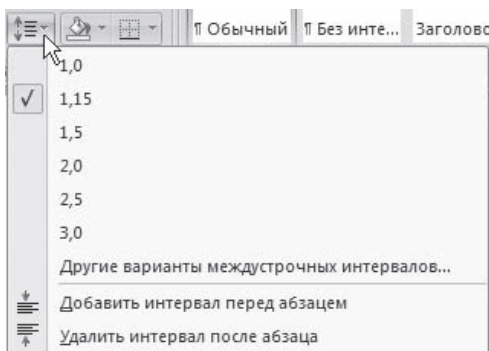 ¶ Обычный ¶ Без инте... Заголово
1,0
1,15
1,5
2,0
2,5
3,0
Другие варианты междустрочных интервалов...
Добавить интервал перед абзацем
Удалить интервал после абзаца